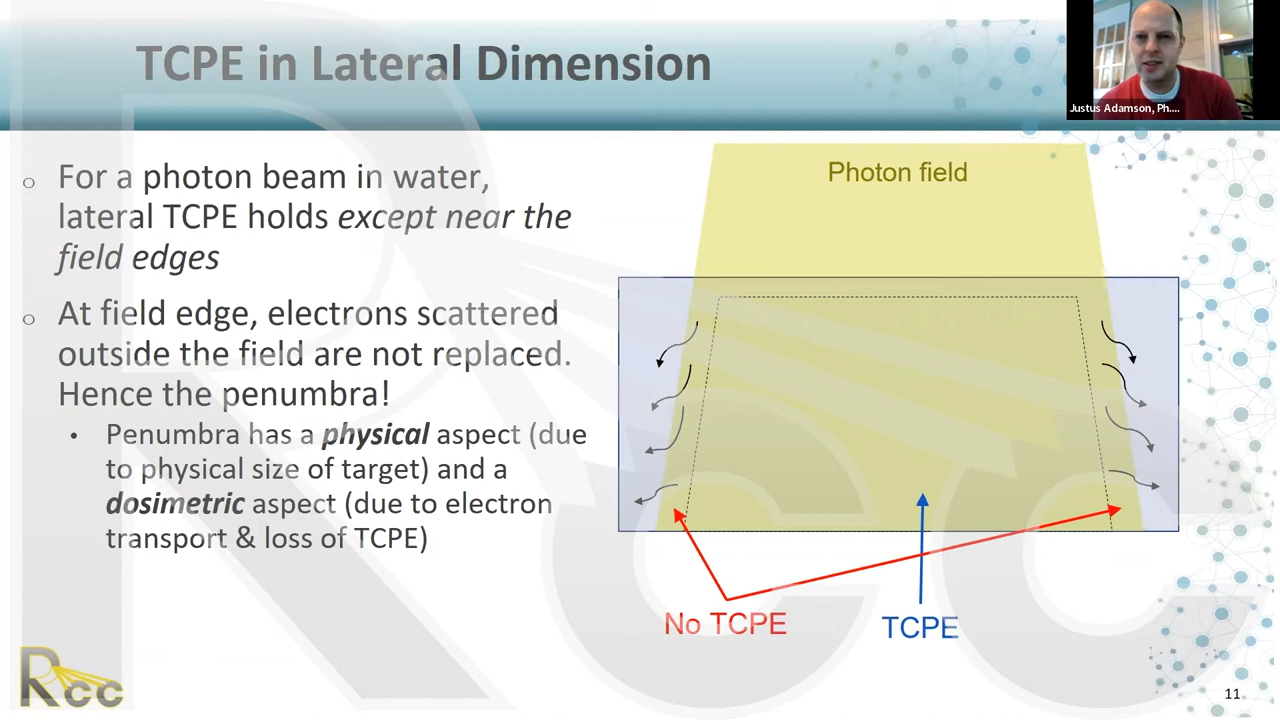 TCPE in Lateral Dimension
Justus Adamson, Ph....
For a photon beam in water,
lateral TCPE holds except near the
field edges
At field edge, electrons scattered
outside the field are not replaced.
Hence the penumbra!
Penumbra has a physical aspect (due
to physical size of target) and a
dosimetric aspect (due to electron
transport & loss of TCPE)
Photon field
No TCPE
TCPE
Rcc
11